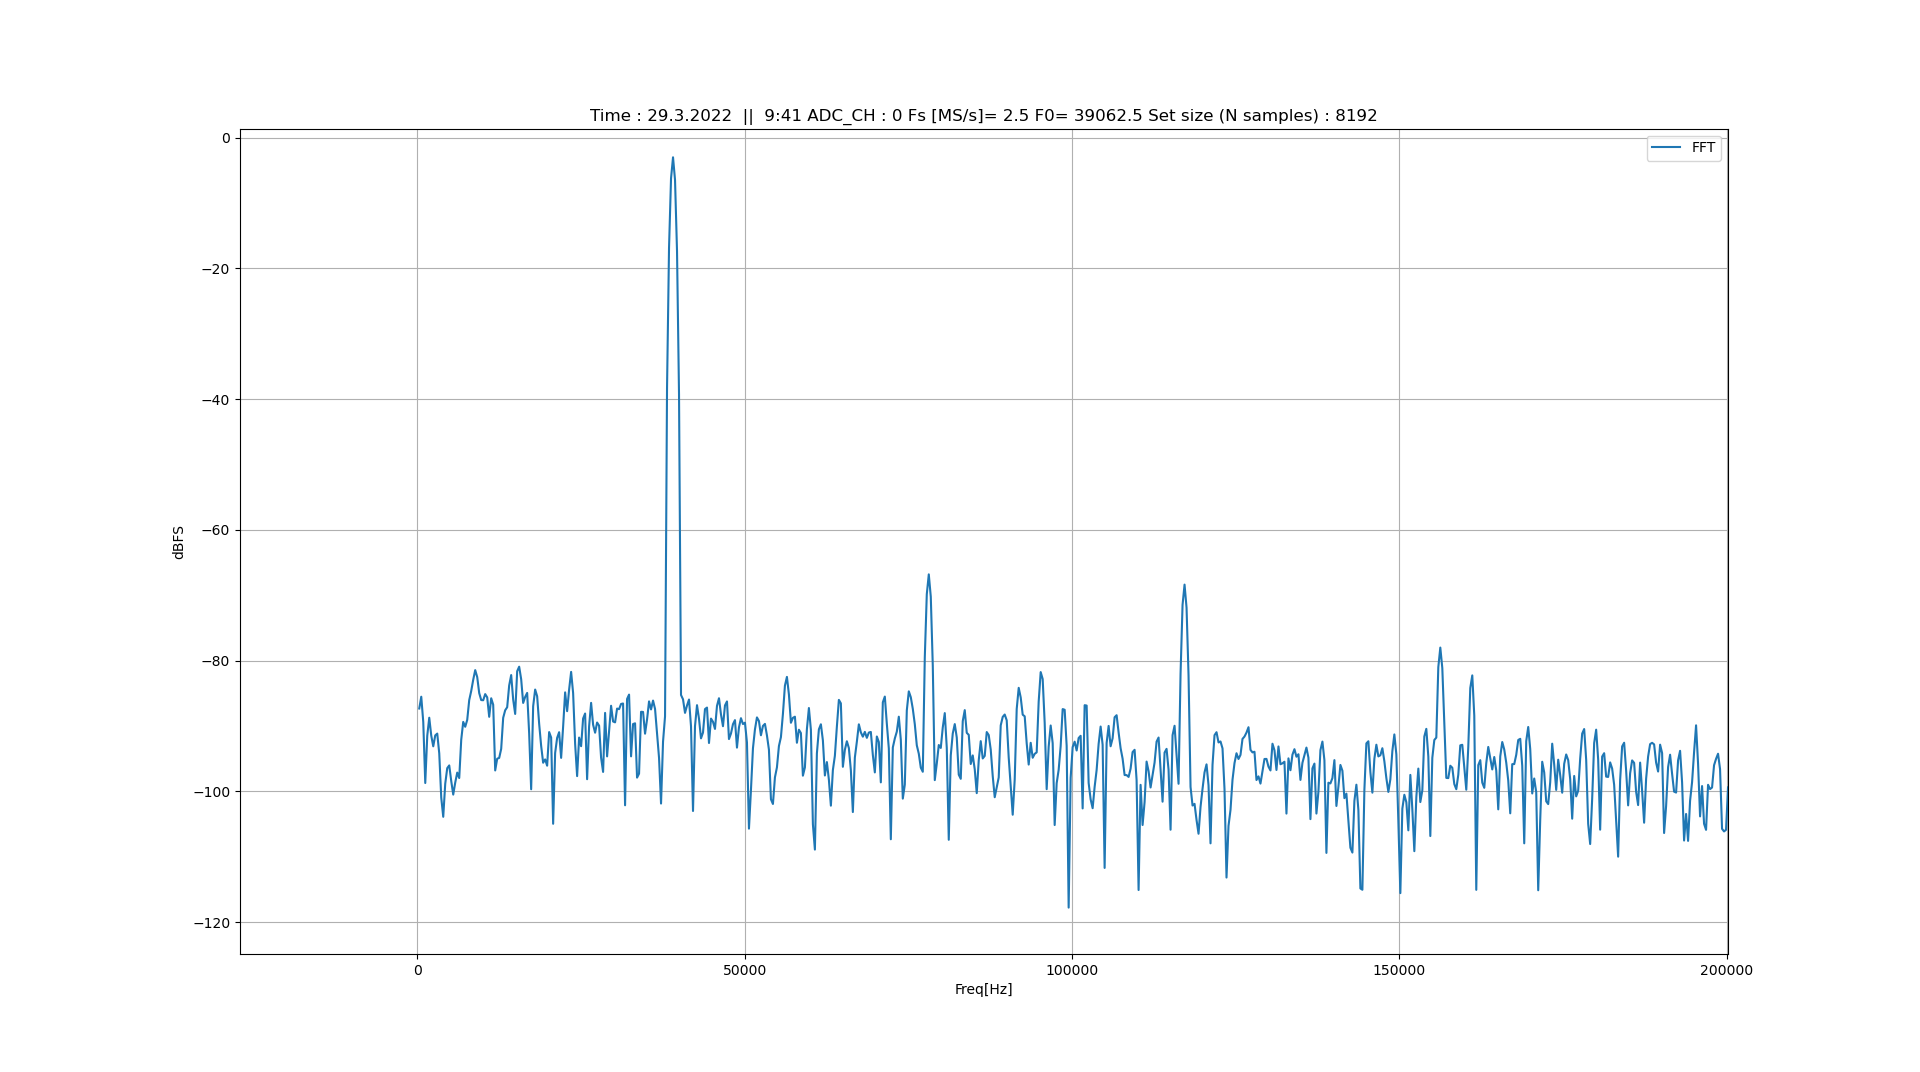 Time : 29.3.2022  ||  9:41 ADC_CH : 0 Fs [MS/s]= 2.5 F0= 39062.5 Set size (N samples) : 8192
FFT
0
−20
−40
−60
−80
−100
−120
dBFS
0 50000 100000 150000 200000
Freq[Hz]